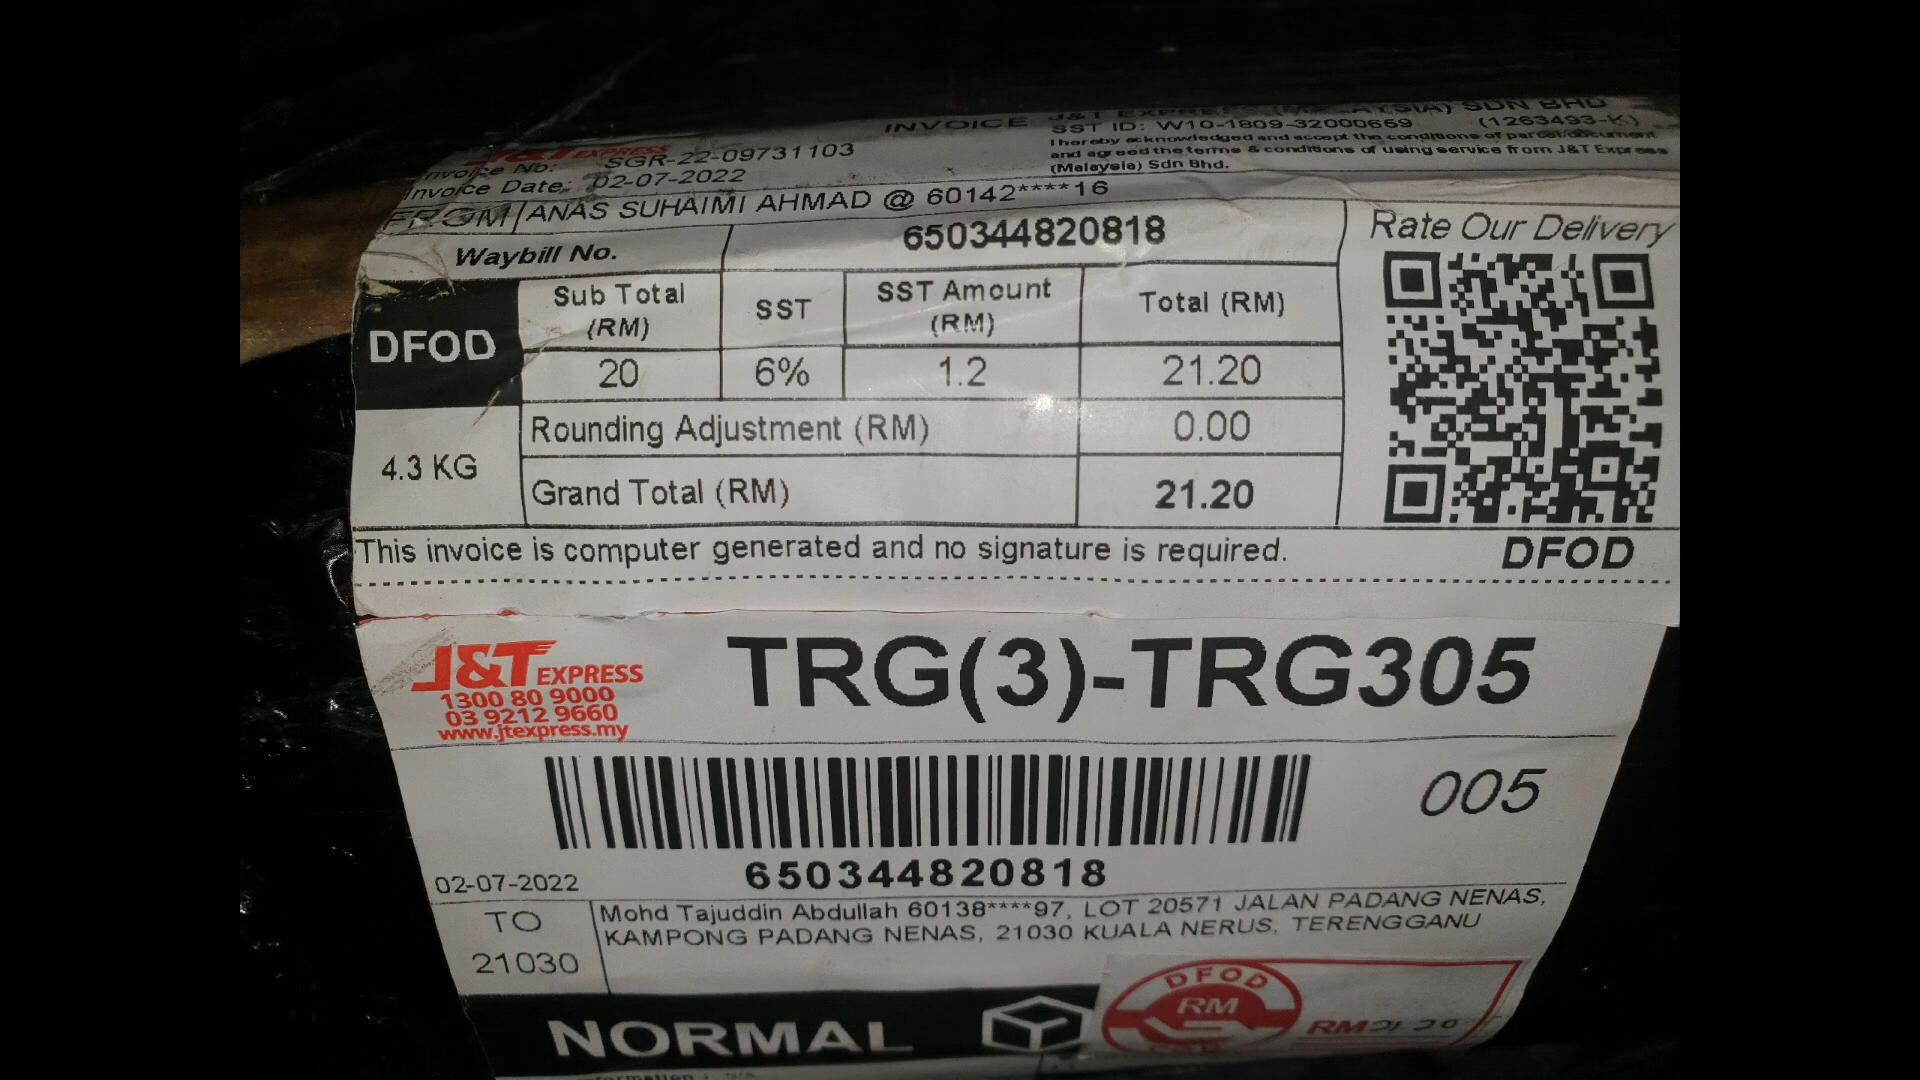 J&T EXPRESS
INVOICE
J&T EXPRESS (MALAYSIA) SDN BHD
SST ID: W10-1809-32000659 (1263493-K)
I hereby acknowledged and accept the conditions of parcel/document
and agreed the terms & conditions of using service from J&T Express
(Malaysia) Sdn Bhd.
Invoice No: SGR-22-09731103
Invoice Date: 02-07-2022
FROM ANAS SUHAIMI AHMAD @ 60142****16
Waybill No. 650344820818
Rate Our Delivery
DFOD
Sub Total (RM) SST SST Amount (RM) Total (RM)
20 6% 1.2 21.20
Rounding Adjustment (RM) 0.00
4.3 KG
Grand Total (RM) 21.20
This invoice is computer generated and no signature is required.
DFOD
J&T EXPRESS
1300 80 9000
03 9212 9660
www.jtexpress.my
TRG(3)-TRG305
005
650344820818
02-07-2022
TO
21030
Mohd Tajuddin Abdullah 60138****97, LOT 20571 JALAN PADANG NENAS,
KAMPONG PADANG NENAS, 21030 KUALA NERUS, TERENGGANU
NORMAL
DFOD
RM
RM21.20